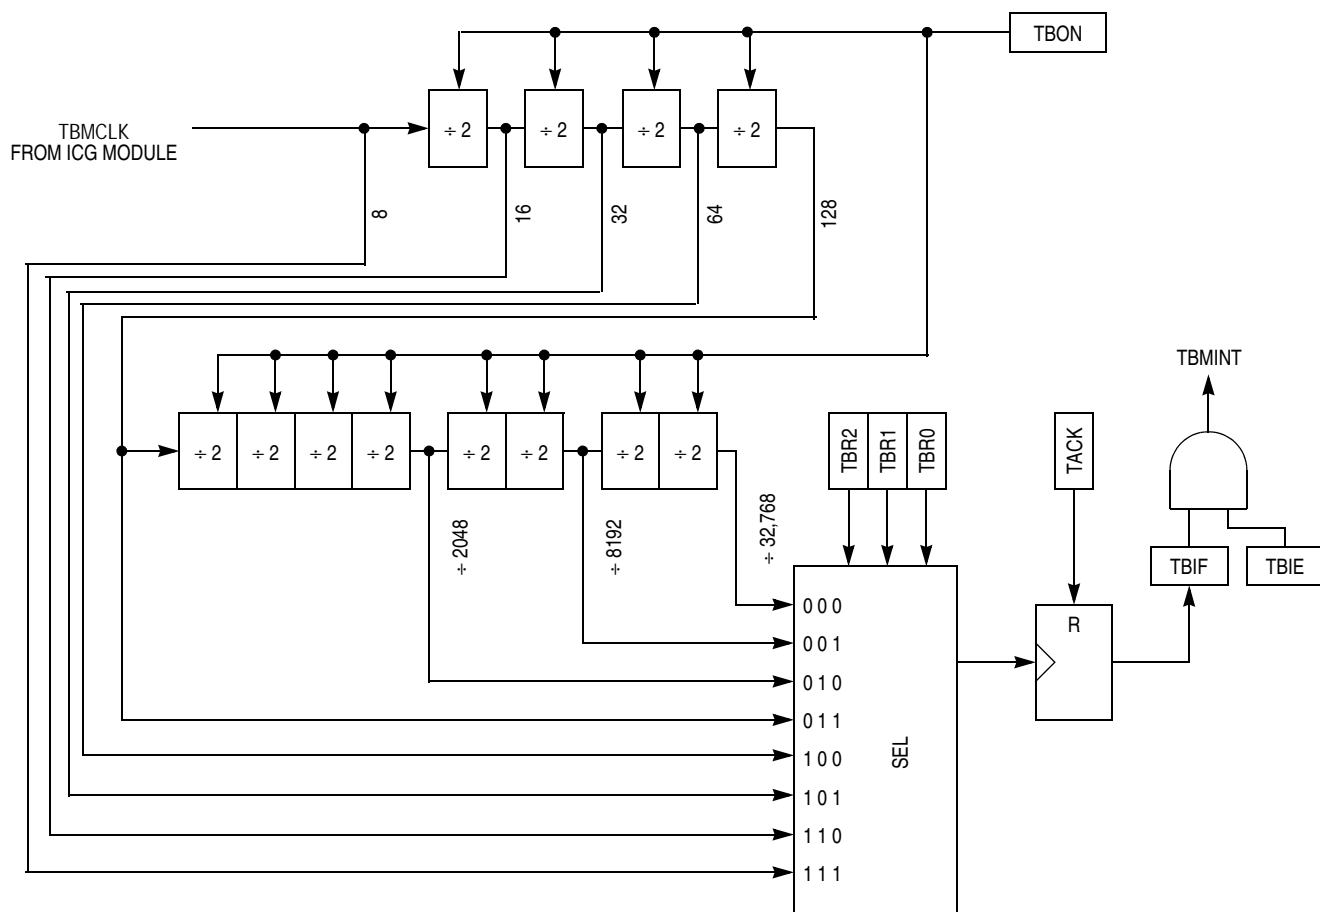 TBON
TBMCLK
FROM ICG MODULE
÷ 2
÷ 2
÷ 2
÷ 2
8
16
32
64
128
TBMINT
÷ 2
÷ 2
÷ 2
÷ 2
÷ 2
÷ 2
÷ 2
÷ 2
TBR2
TBR1
TBR0
TACK
÷ 2048
÷ 8192
÷ 32,768
TBIF
TBIE
0 0 0
R
0 0 1
0 1 0
0 1 1
SEL
1 0 0
1 0 1
1 1 0
1 1 1